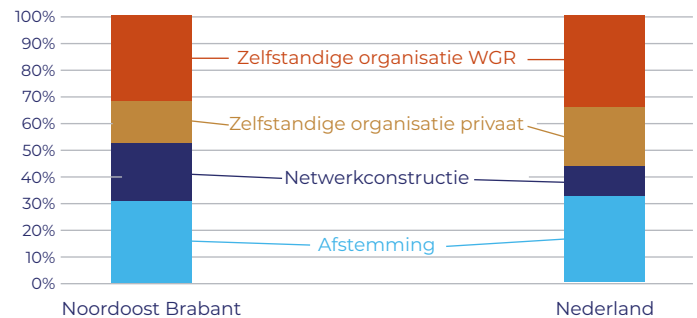 100%
90%
80%
70%
60%
50%
40%
30%
20%
10%
0%
Zelfstandige organisatie WGR
Zelfstandige organisatie privaat
Netwerkconstructie
Afstemming
Noordoost Brabant
Nederland